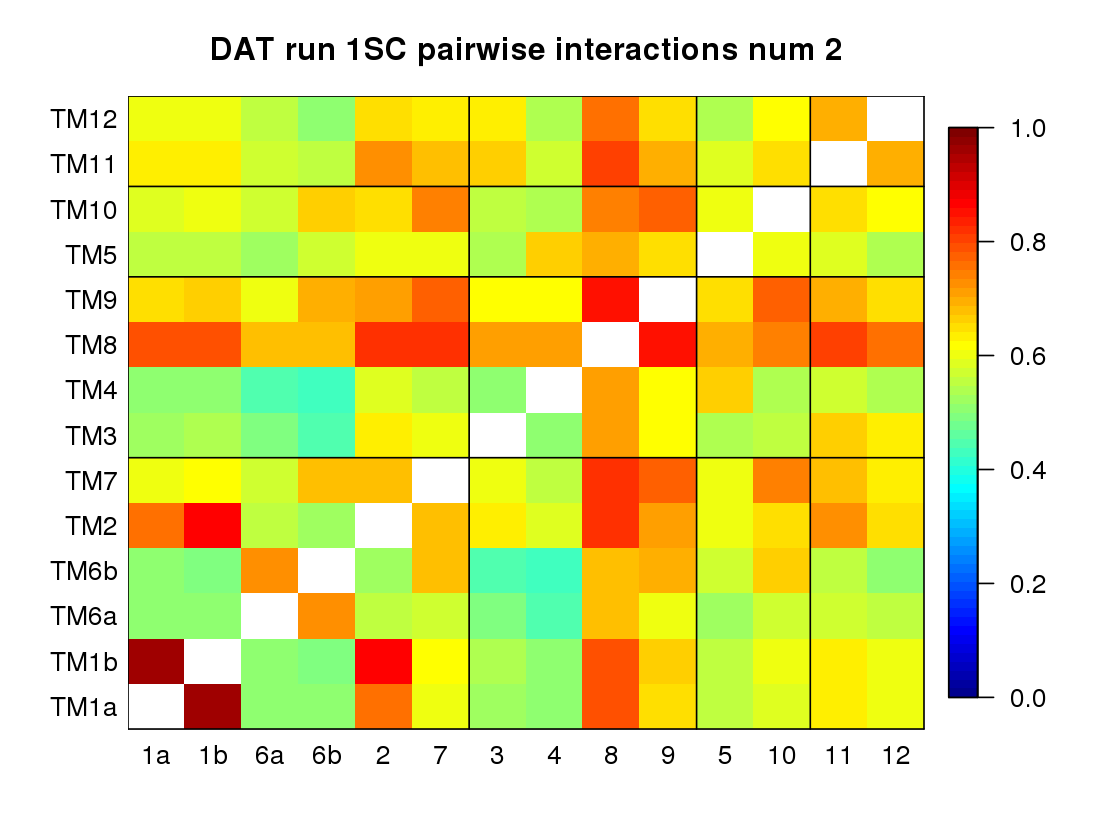 DAT run 1SC pairwise interactions num 2
TM12
TM11
TM10
TM5
TM9
TM8
TM4
TM3
TM7
TM2
TM6b
TM6a
TM1b
TM1a
1a 1b 6a 6b 2 7 3 4 8 9 5 10 11 12
1.0
0.8
0.6
0.4
0.2
0.0